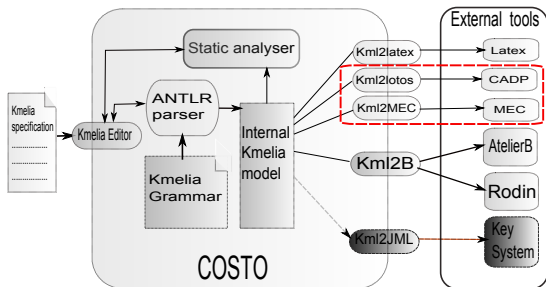 External tools
Static analyser
Kml2latex
Latex
Kml2lotos
CADP
Kml2MEC
MEC
Kmelia
specification
Kmelia Editor
ANTLR
parser
Internal
Kmelia
model
Kmelia
Grammar
Kml2B
AtelierB
Rodin
Kml2JML
Key
System
COSTO